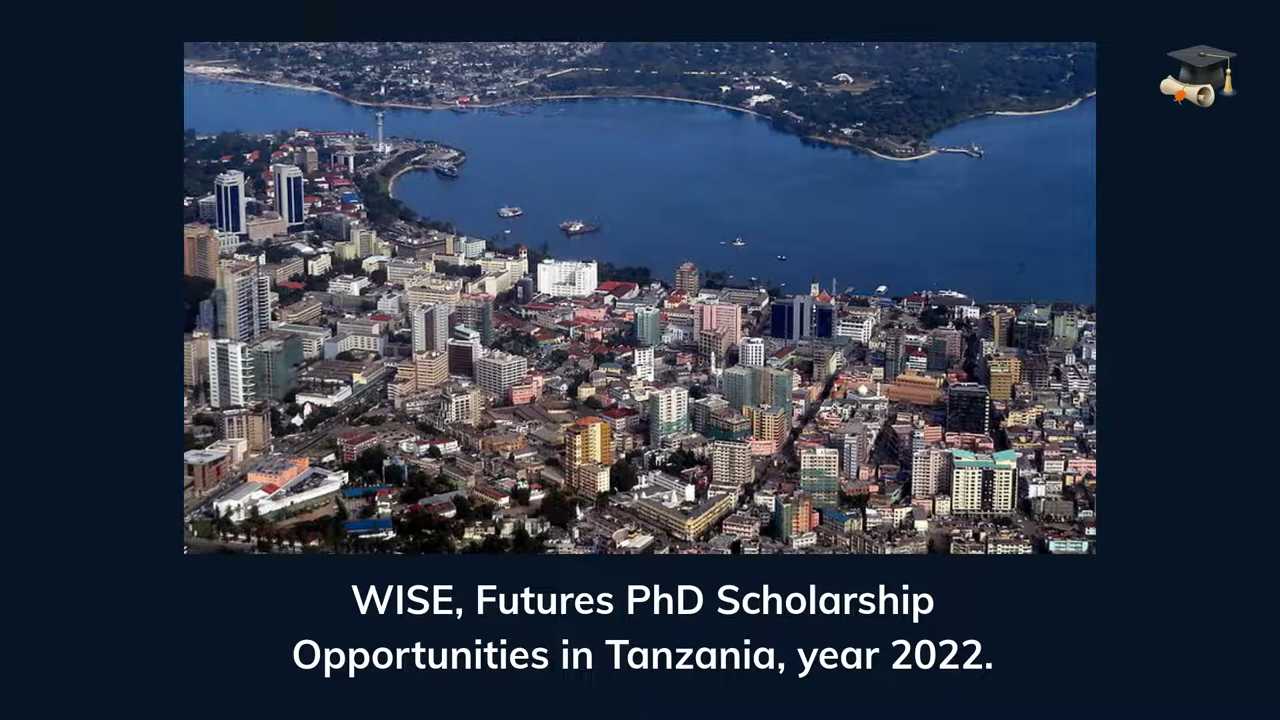 WISE, Futures PhD Scholarship
Opportunities in Tanzania, year 2022.